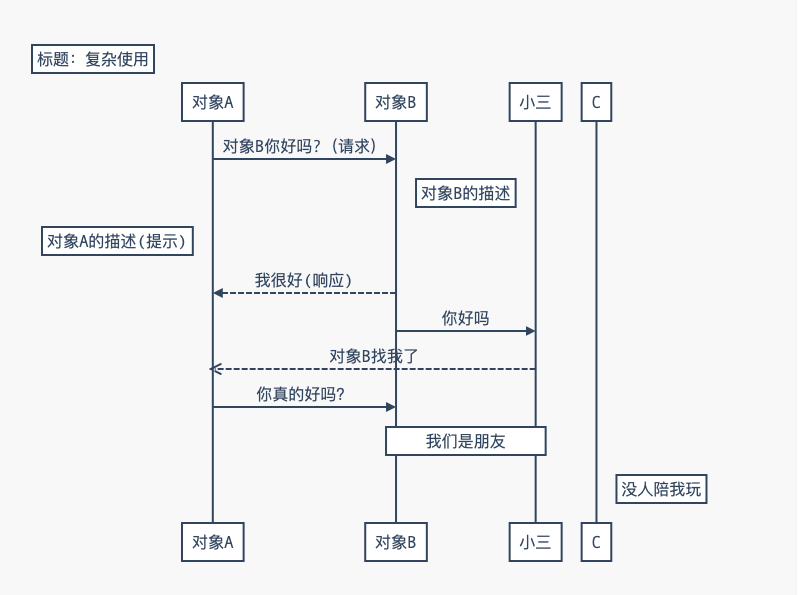 标题：复杂使用
对象A
对象B
小三
C
对象B你好吗?（请求）
对象B的描述
对象A的描述(提示)
我很好(响应)
你好吗
对象B找我了
你真的好吗?
我们是朋友
没人陪我玩
对象A
对象B
小三
C